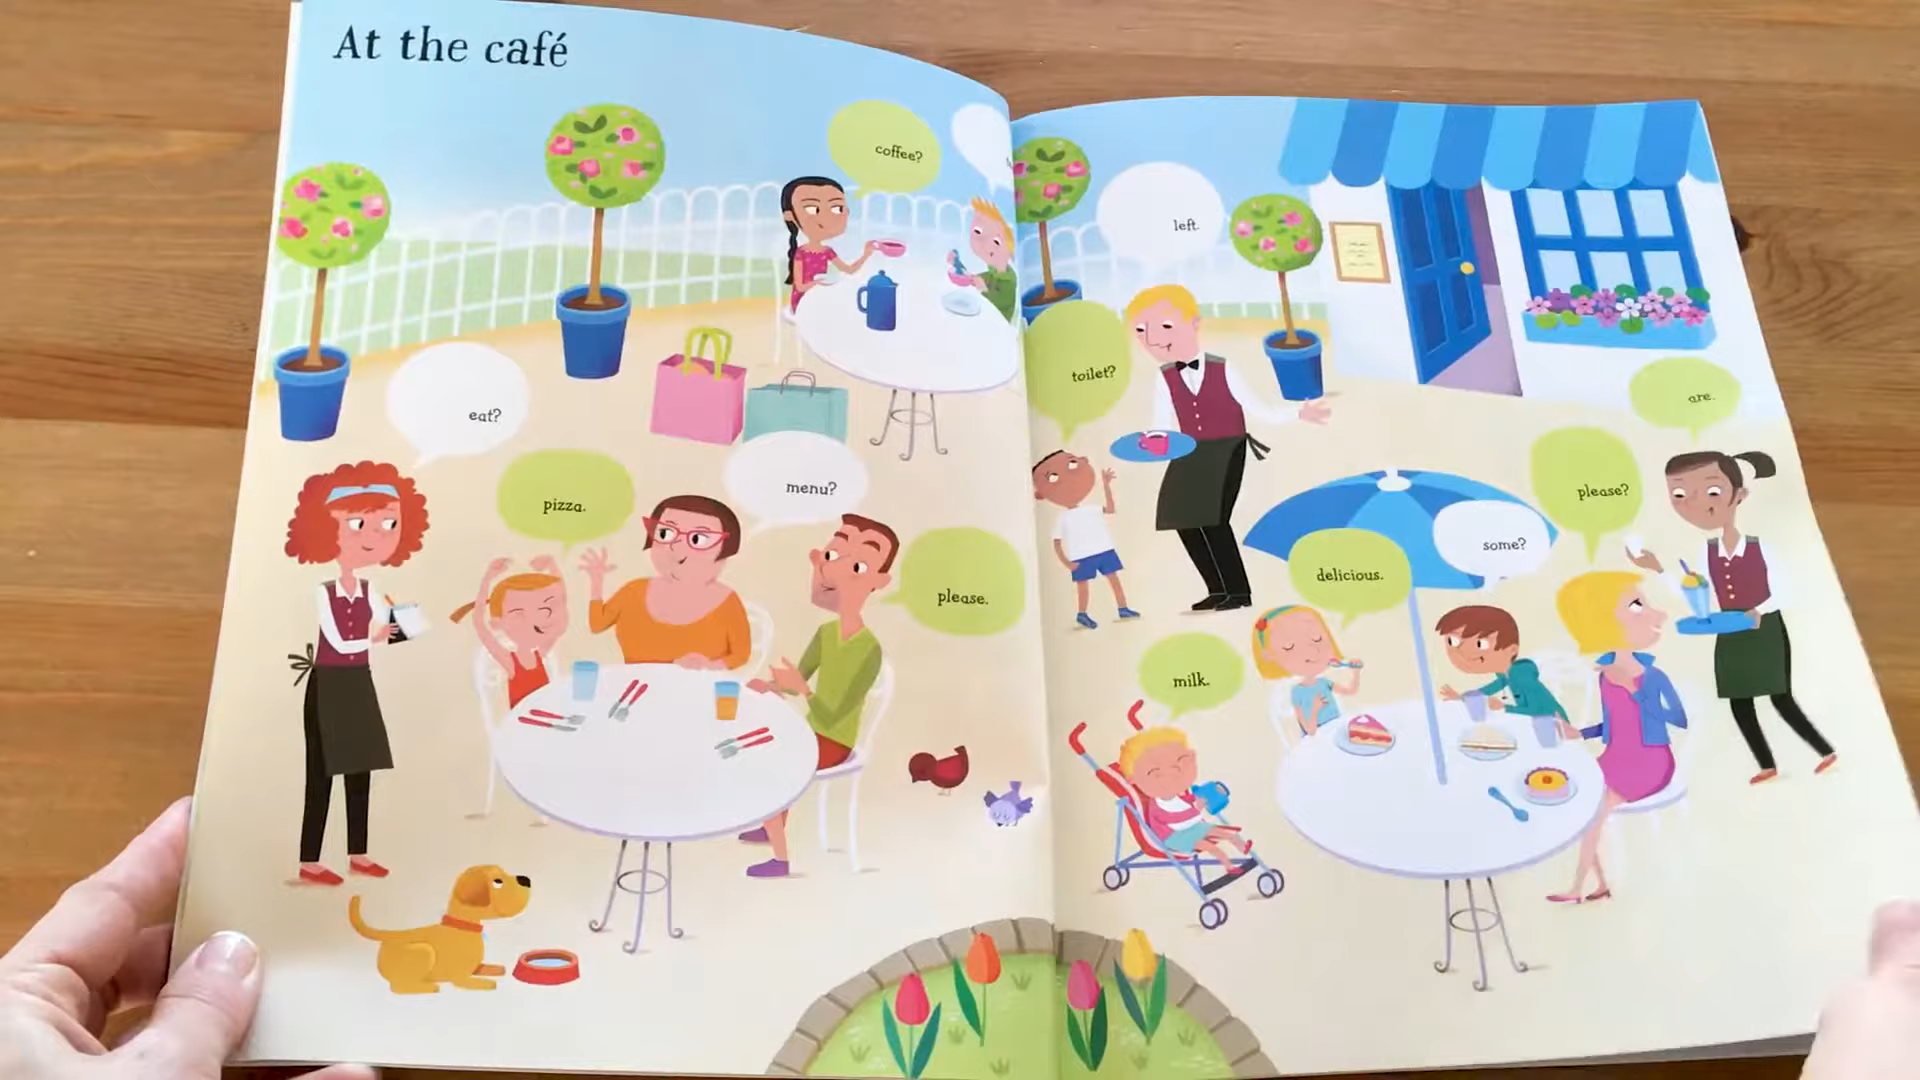 At the café
coffee?
eat?
pizza.
menu?
please.
left.
toilet?
milk.
delicious.
some?
please?
are.